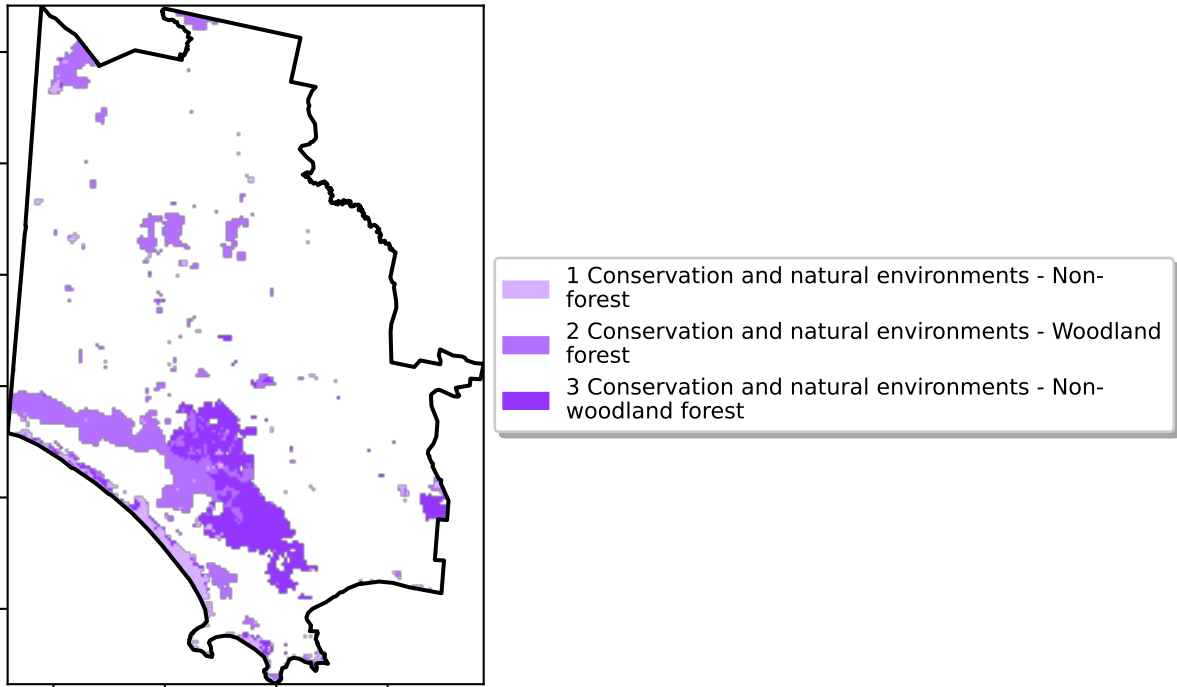 1 Conservation and natural environments - Non-
forest
2 Conservation and natural environments - Woodland
forest
3 Conservation and natural environments - Non-
woodland forest